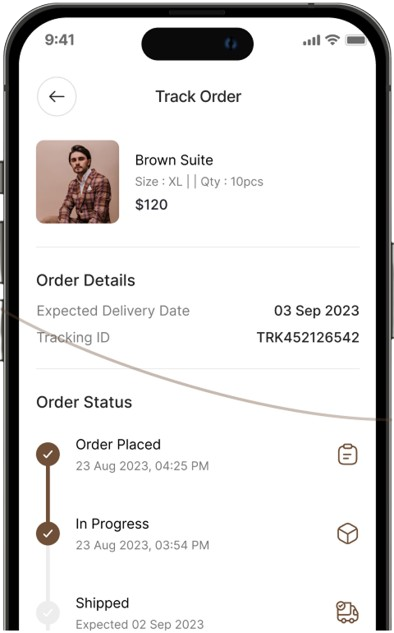 9:41
Track Order
Brown Suite
Size : XL | | Qty : 10pcs
$120
Order Details
Expected Delivery Date 03 Sep 2023
Tracking ID TRK452126542
Order Status
Order Placed
23 Aug 2023, 04:25 PM
In Progress
23 Aug 2023, 03:54 PM
Shipped
Expected 02 Sep 2023